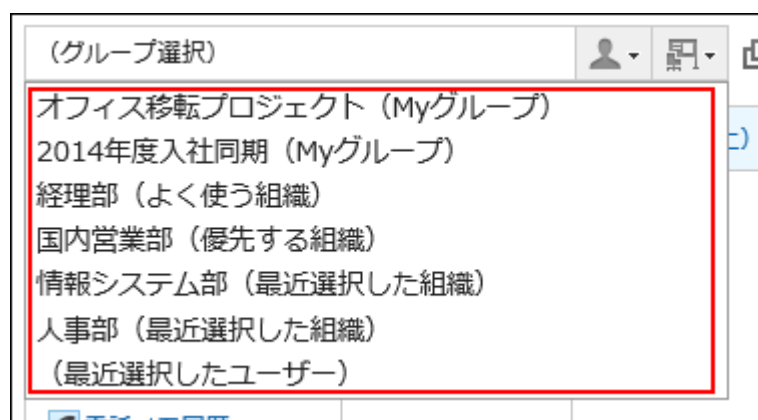 （グループ選択）
オフィス移転プロジェクト（Myグループ）
2014年度入社同期（Myグループ）
経理部（よく使う組織）
国内営業部（優先する組織）
情報システム部（最近選択した組織）
人事部（最近選択した組織）
（最近選択したユーザー）